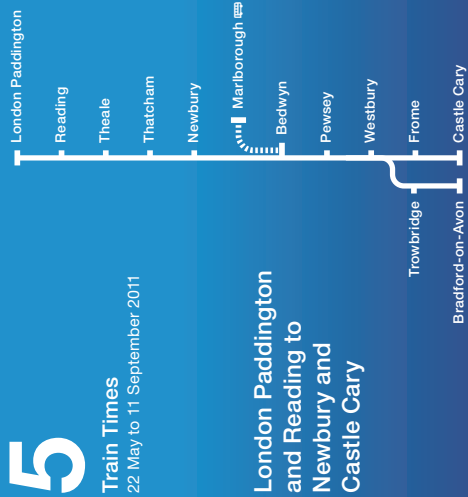 5
Train Times
22 May to 11 September 2011
London Paddington
and Reading to
Newbury and
Castle Cary
London Paddington
Reading
Theale
Thatcham
Newbury
Marlborough
Bedwyn
Pewsey
Westbury
Frome
Castle Cary
Trowbridge
Bradford-on-Avon